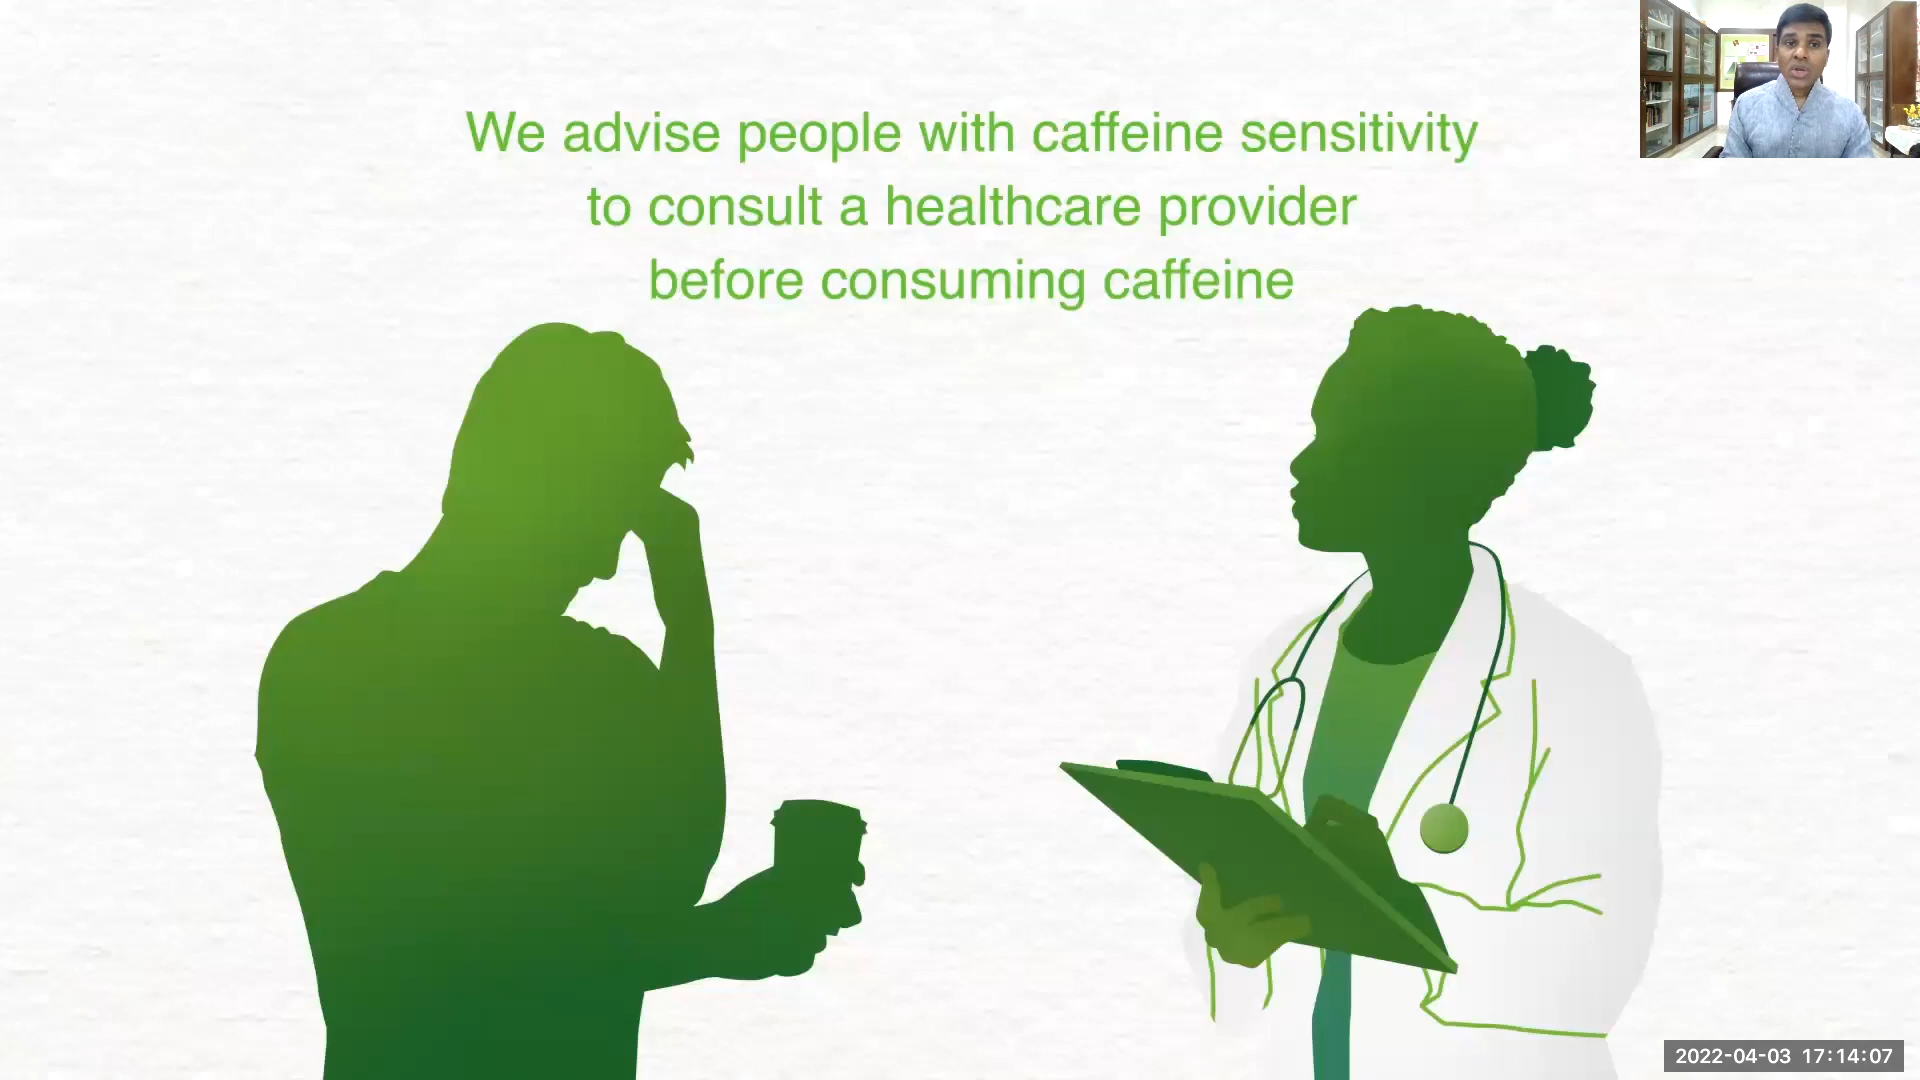 We advise people with caffeine sensitivity
to consult a healthcare provider
before consuming caffeine
2022-04-03 17:14:07